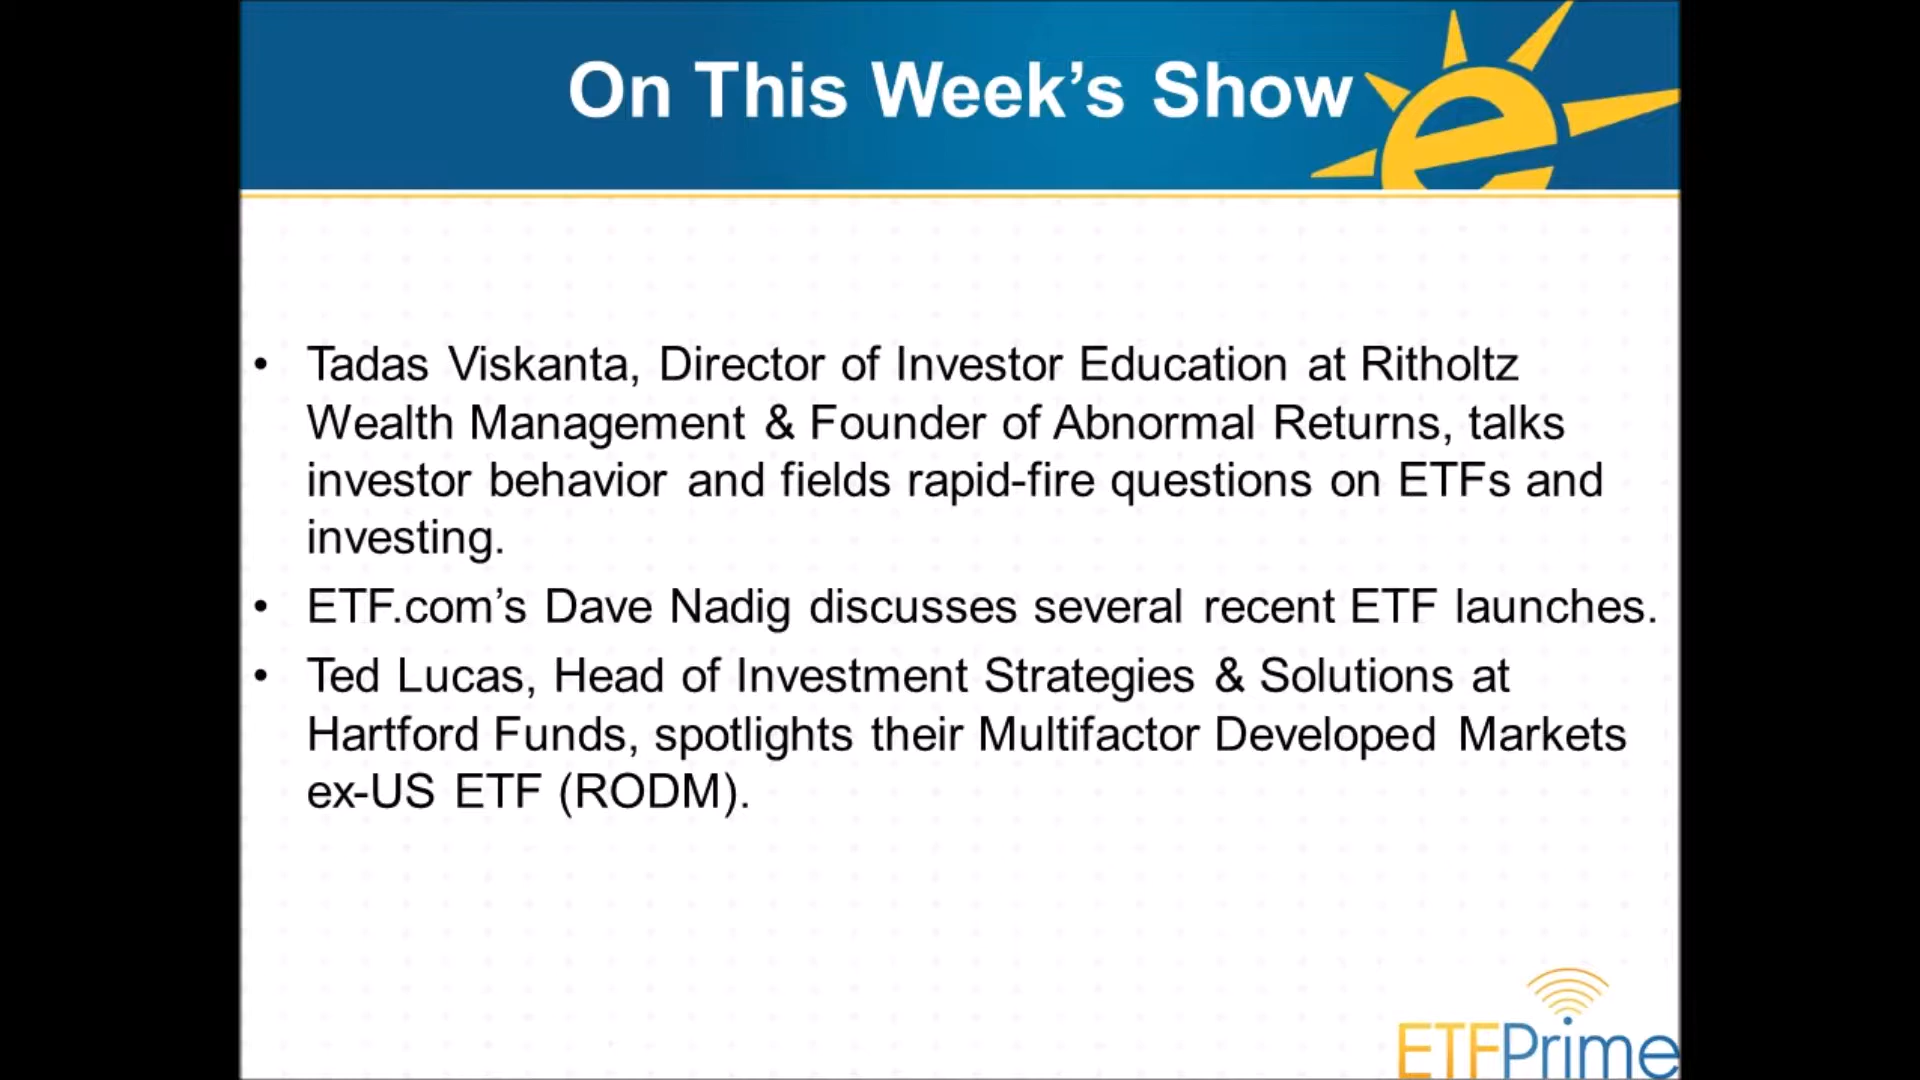 On This Week’s Show
• Tadas Viskanta, Director of Investor Education at Ritholtz
Wealth Management & Founder of Abnormal Returns, talks
investor behavior and fields rapid-fire questions on ETFs and
investing.
• ETF.com’s Dave Nadig discusses several recent ETF launches.
• Ted Lucas, Head of Investment Strategies & Solutions at
Hartford Funds, spotlights their Multifactor Developed Markets
ex-US ETF (RODM).
ETFPrime